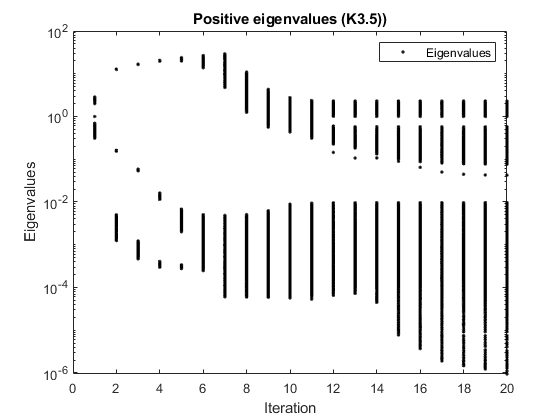 Positive eigenvalues (K3.5))
Eigenvalues
10^2
10^0
10^-2
10^-4
10^-6
Eigenvalues
0 2 4 6 8 10 12 14 16 18 20
Iteration